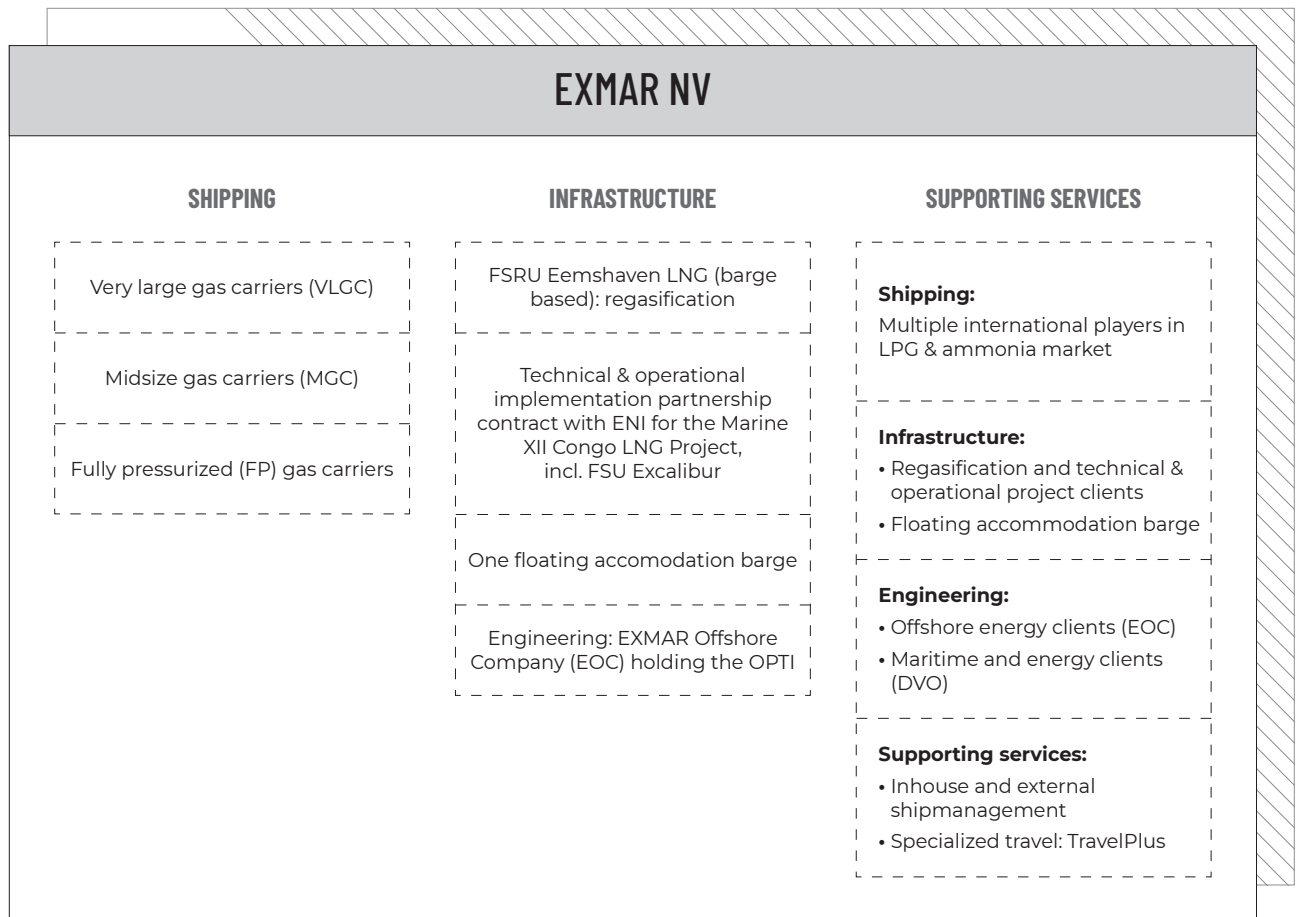 EXMAR NV
SHIPPING
Very large gas carriers (VLGC)
Midsize gas carriers (MGC)
Fully pressurized (FP) gas carriers
INFRASTRUCTURE
FSRU Eemshaven LNG (barge
based): regasification
Technical & operational
implementation partnership
contract with ENI for the Marine
XII Congo LNG Project,
incl. FSU Excalibur
One floating accomodation barge
Engineering: EXMAR Offshore
Company (EOC) holding the OPTI
SUPPORTING SERVICES
Shipping:
Multiple international players in
LPG & ammonia market
Infrastructure:
• Regasification and technical &
operational project clients
• Floating accommodation barge
Engineering:
• Offshore energy clients (EOC)
• Maritime and energy clients
(DVO)
Supporting services:
• Inhouse and external
shipmanagement
• Specialized travel: TravelPlus